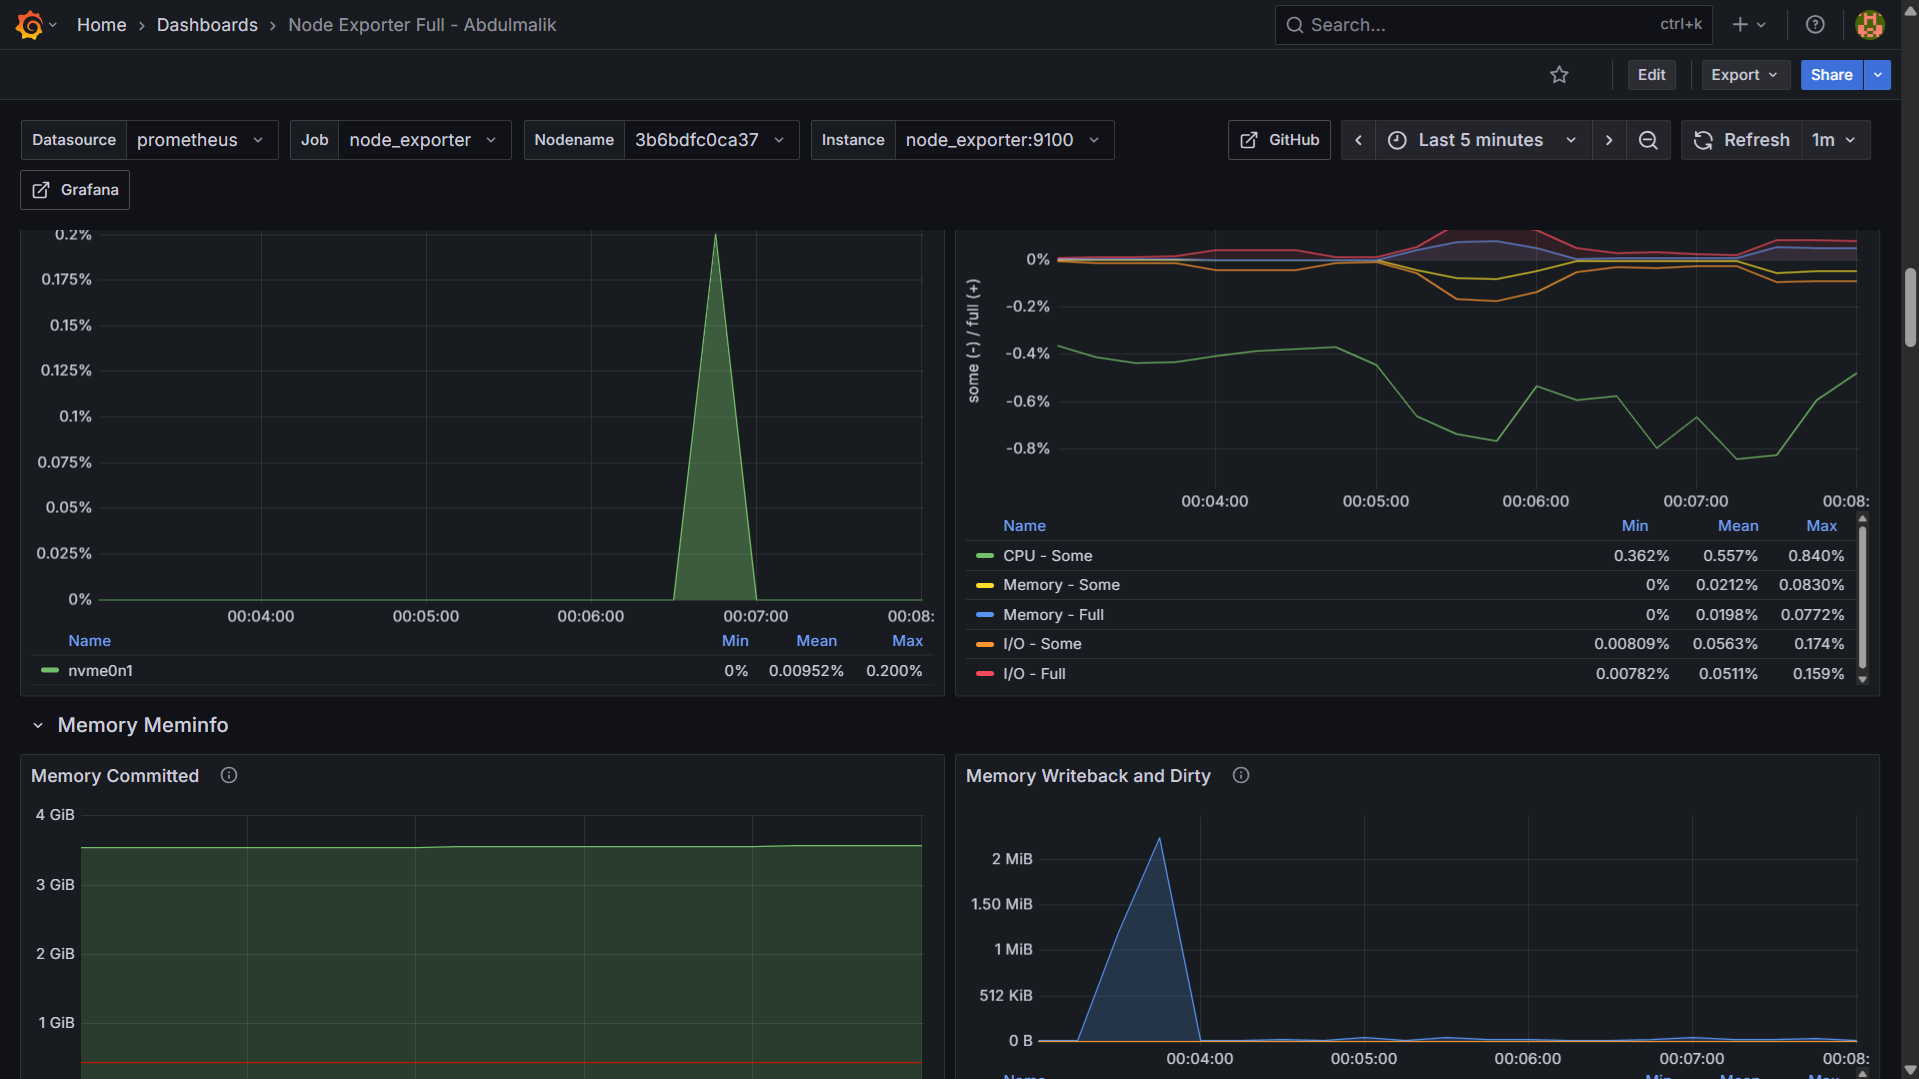 Home › Dashboards › Node Exporter Full - Abdulmalik
Search... ctrl+k
Edit Export Share
Datasource prometheus Job node_exporter Nodename 3b6bdfc0ca37 Instance node_exporter:9100 GitHub Last 5 minutes Refresh 1m
Grafana
0.2%
0.175%
0.15%
0.125%
0.1%
0.075%
0.05%
0.025%
0%
00:04:00 00:05:00 00:06:00 00:07:00 00:08:
Name Min Mean Max
nvme0n1 0% 0.00952% 0.200%
some (-) / full (+)
0%
-0.2%
-0.4%
-0.6%
-0.8%
00:04:00 00:05:00 00:06:00 00:07:00 00:08:
Name Min Mean Max
CPU - Some 0.362% 0.557% 0.840%
Memory - Some 0% 0.0212% 0.0830%
Memory - Full 0% 0.0198% 0.0772%
I/O - Some 0.00809% 0.0563% 0.174%
I/O - Full 0.00782% 0.0511% 0.159%
Memory Meminfo
Memory Committed
4 GiB
3 GiB
2 GiB
1 GiB
Memory Writeback and Dirty
2 MiB
1.50 MiB
1 MiB
512 KiB
0 B
00:04:00 00:05:00 00:06:00 00:07:00 00:08:
Name Min Mean Max